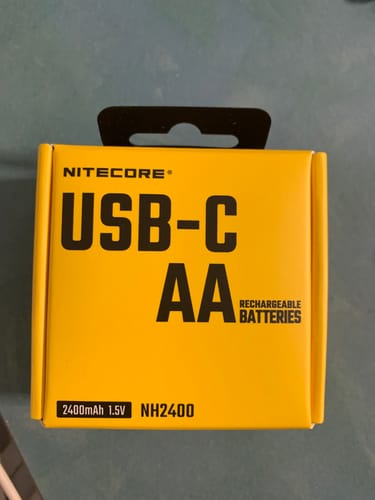 NITECORE®
USB-C
AA RECHARGEABLE
BATTERIES
2400mAh 1.5V NH2400